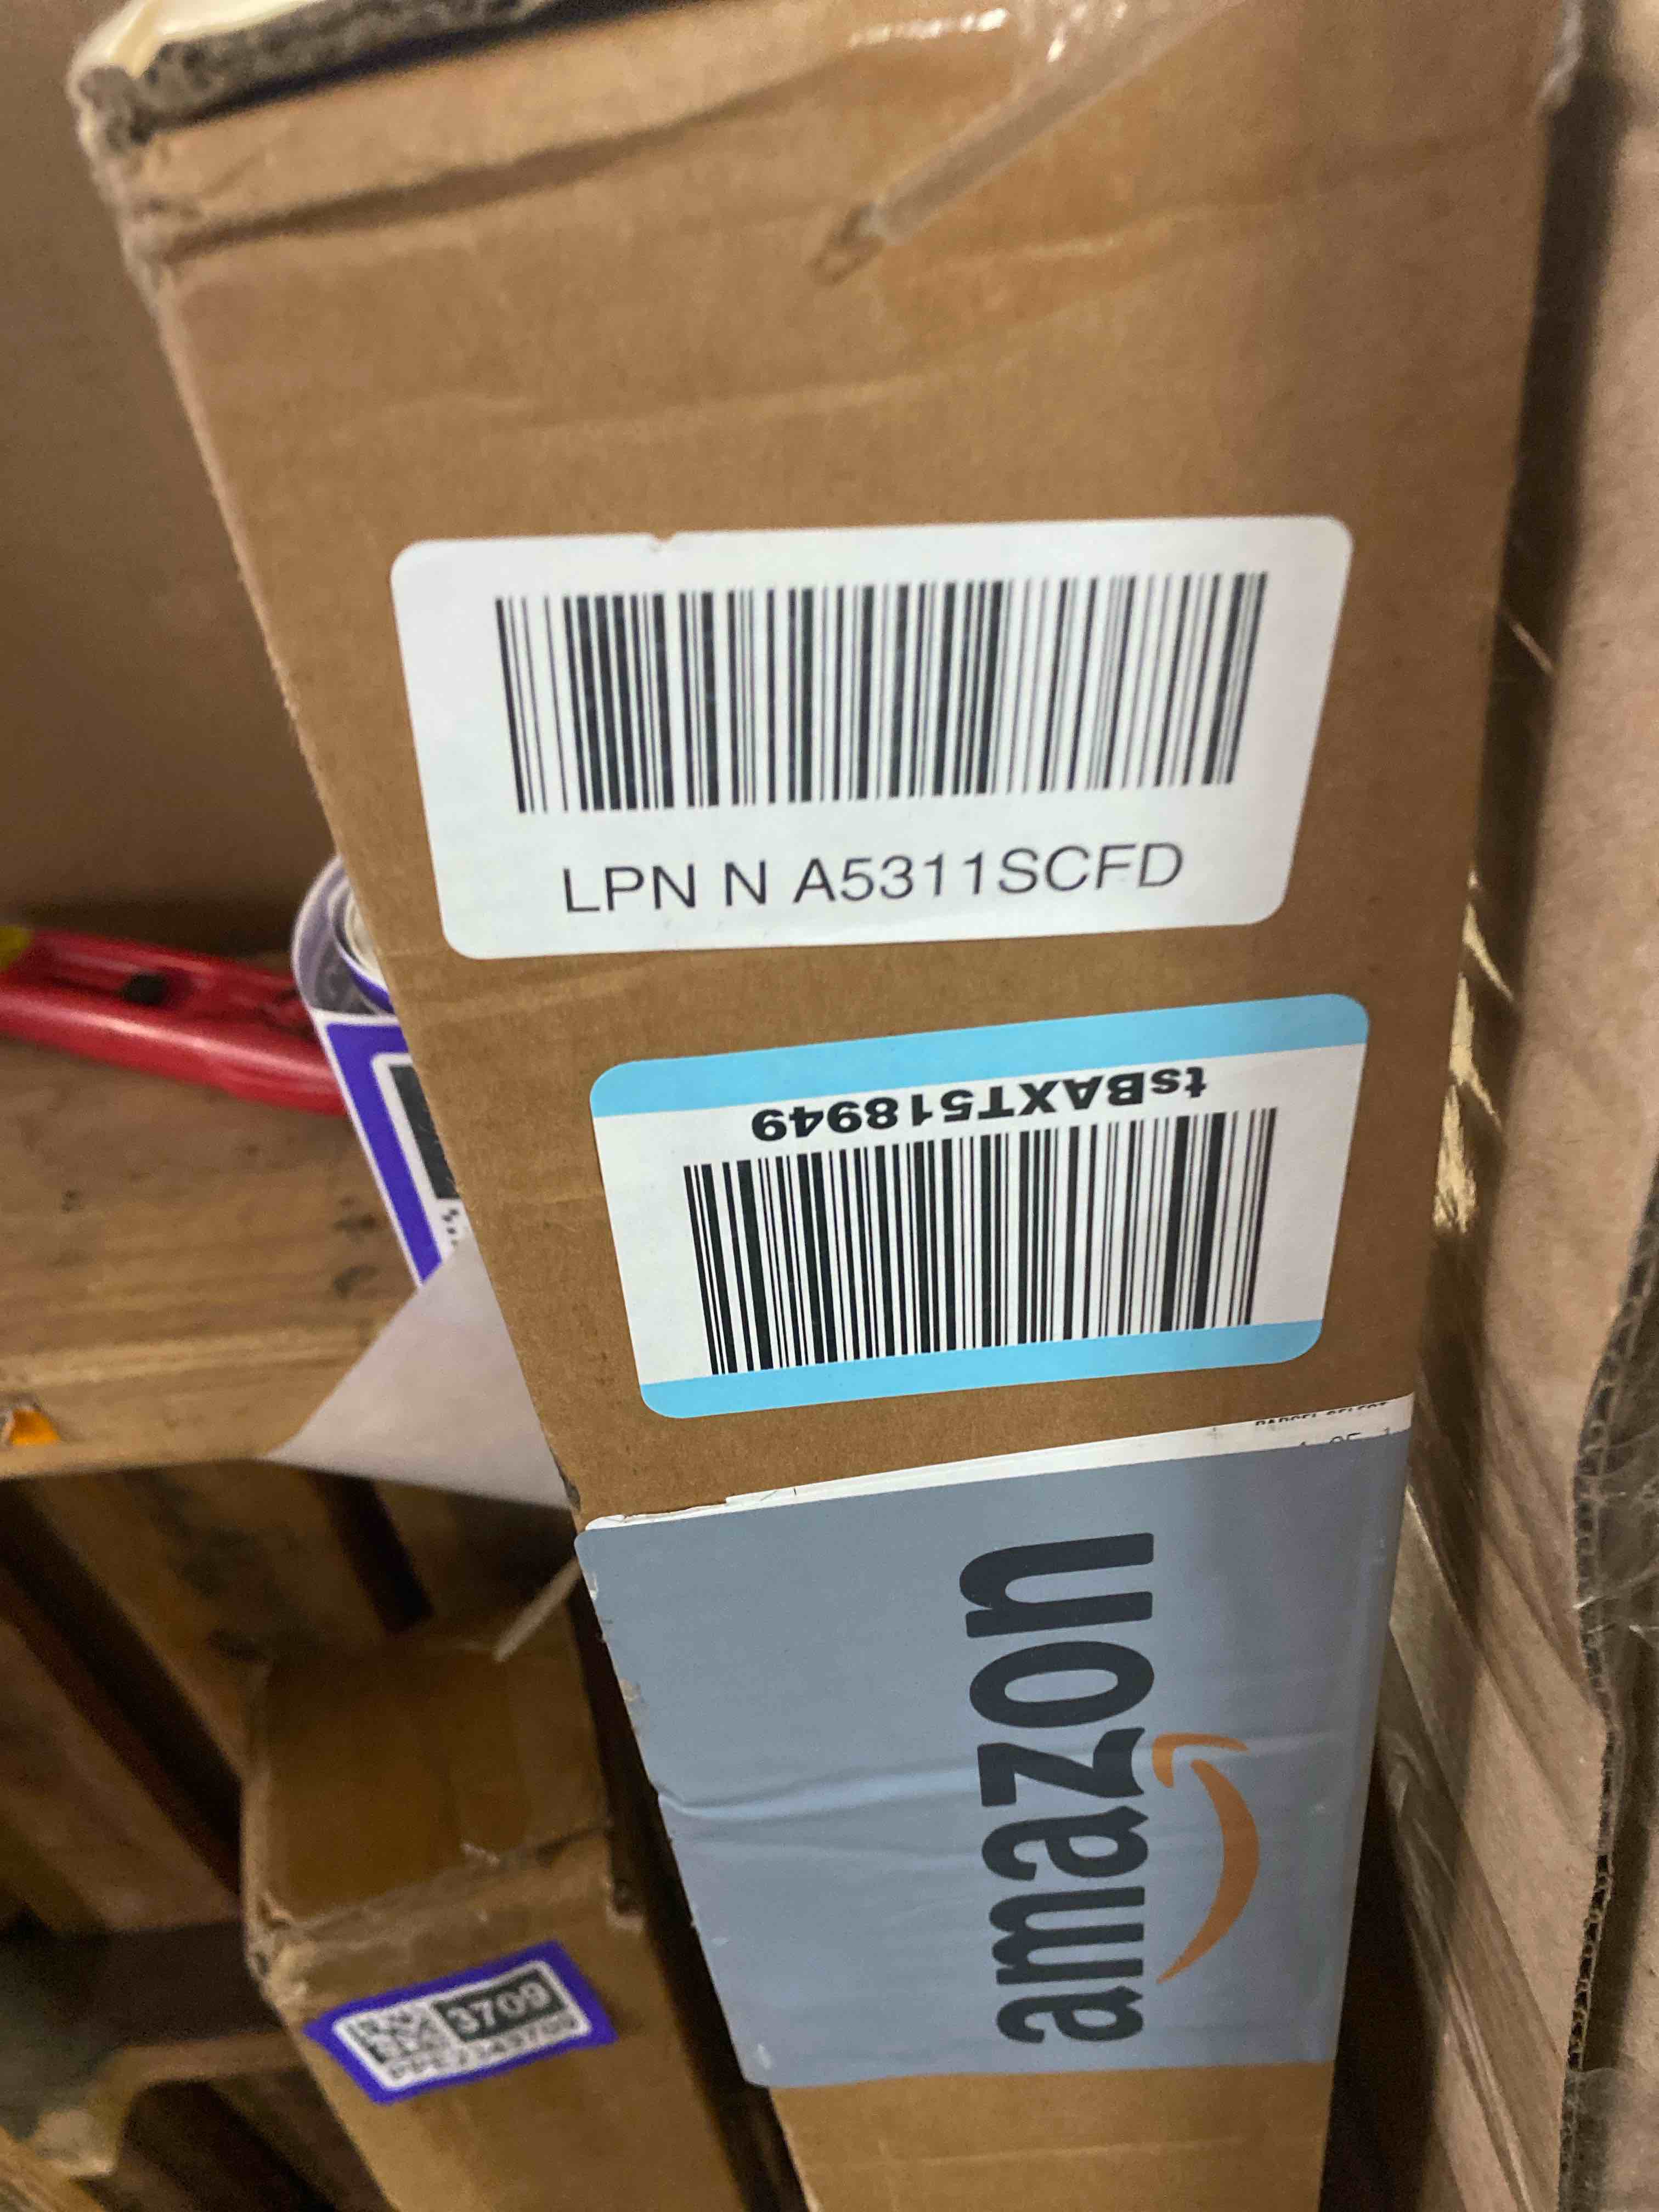 LPN N A5311SCFD
tsBAXT518949
amazon
3709